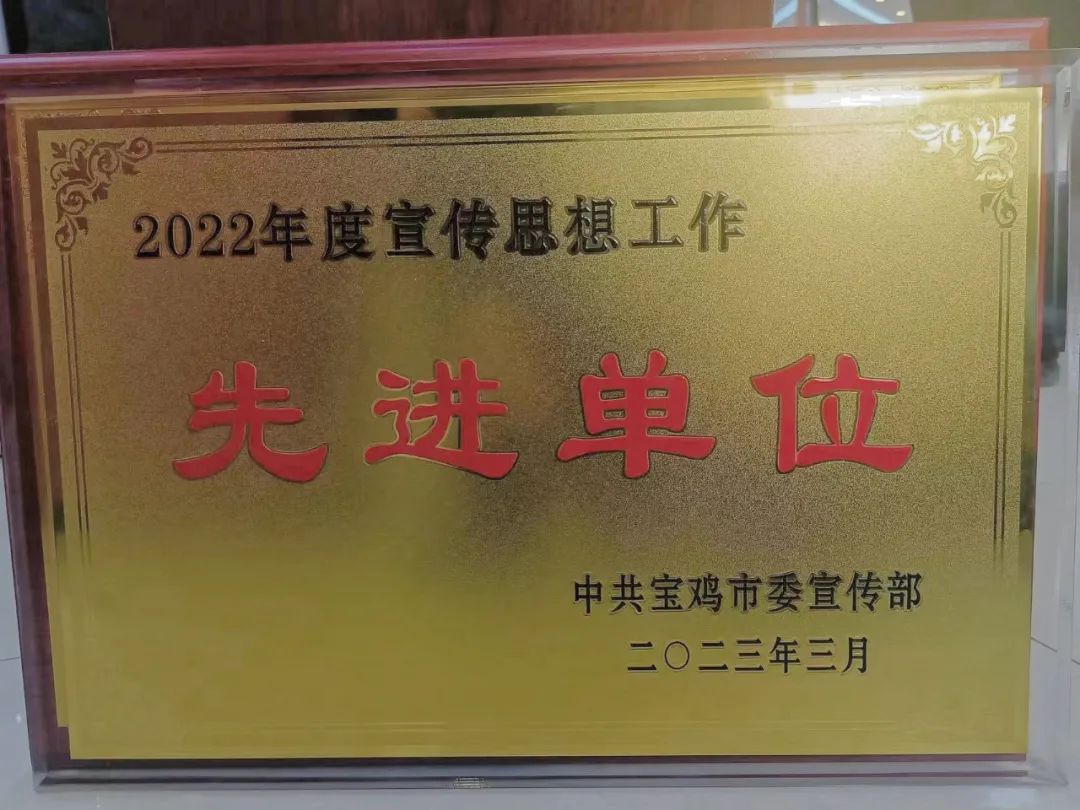 2022年度宣传思想工作
先进单位
中共宝鸡市委宣传部
二〇二三年三月